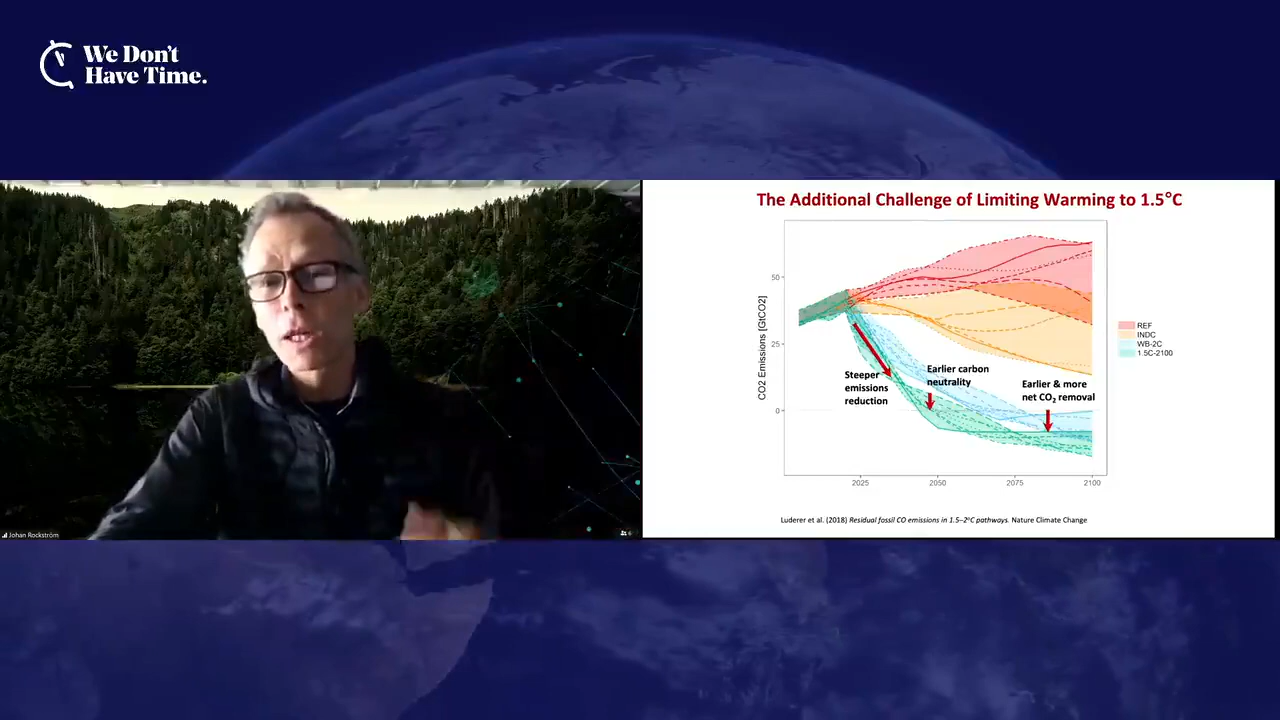 We Don't
Have Time.
The Additional Challenge of Limiting Warming to 1.5°C
CO2 Emissions [GtCO2]
50
25
0
2025
2050
2075
2100
Steeper
emissions
reduction
Earlier carbon
neutrality
Earlier & more
net CO₂ removal
REF
INDC
WB-2C
1.5C-2100
Luderer et al. (2018) Residual fossil CO emissions in 1.5–2°C pathways. Nature Climate Change
Johan Rockström